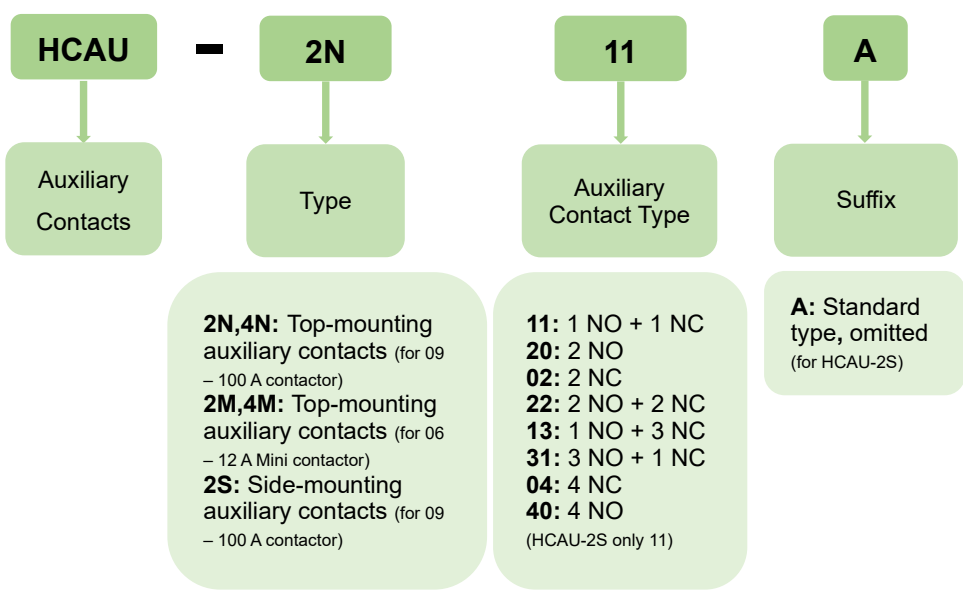 HCAU - 2N 11 A
Auxiliary
Contacts
Type
Auxiliary
Contact Type
Suffix
2N,4N: Top-mounting
auxiliary contacts (for 09
– 100 A contactor)
2M,4M: Top-mounting
auxiliary contacts (for 06
– 12 A Mini contactor)
2S: Side-mounting
auxiliary contacts (for 09
– 100 A contactor)
11: 1 NO + 1 NC
20: 2 NO
02: 2 NC
22: 2 NO + 2 NC
13: 1 NO + 3 NC
31: 3 NO + 1 NC
04: 4 NC
40: 4 NO
(HCAU-2S only 11)
A: Standard
type, omitted
(for HCAU-2S)